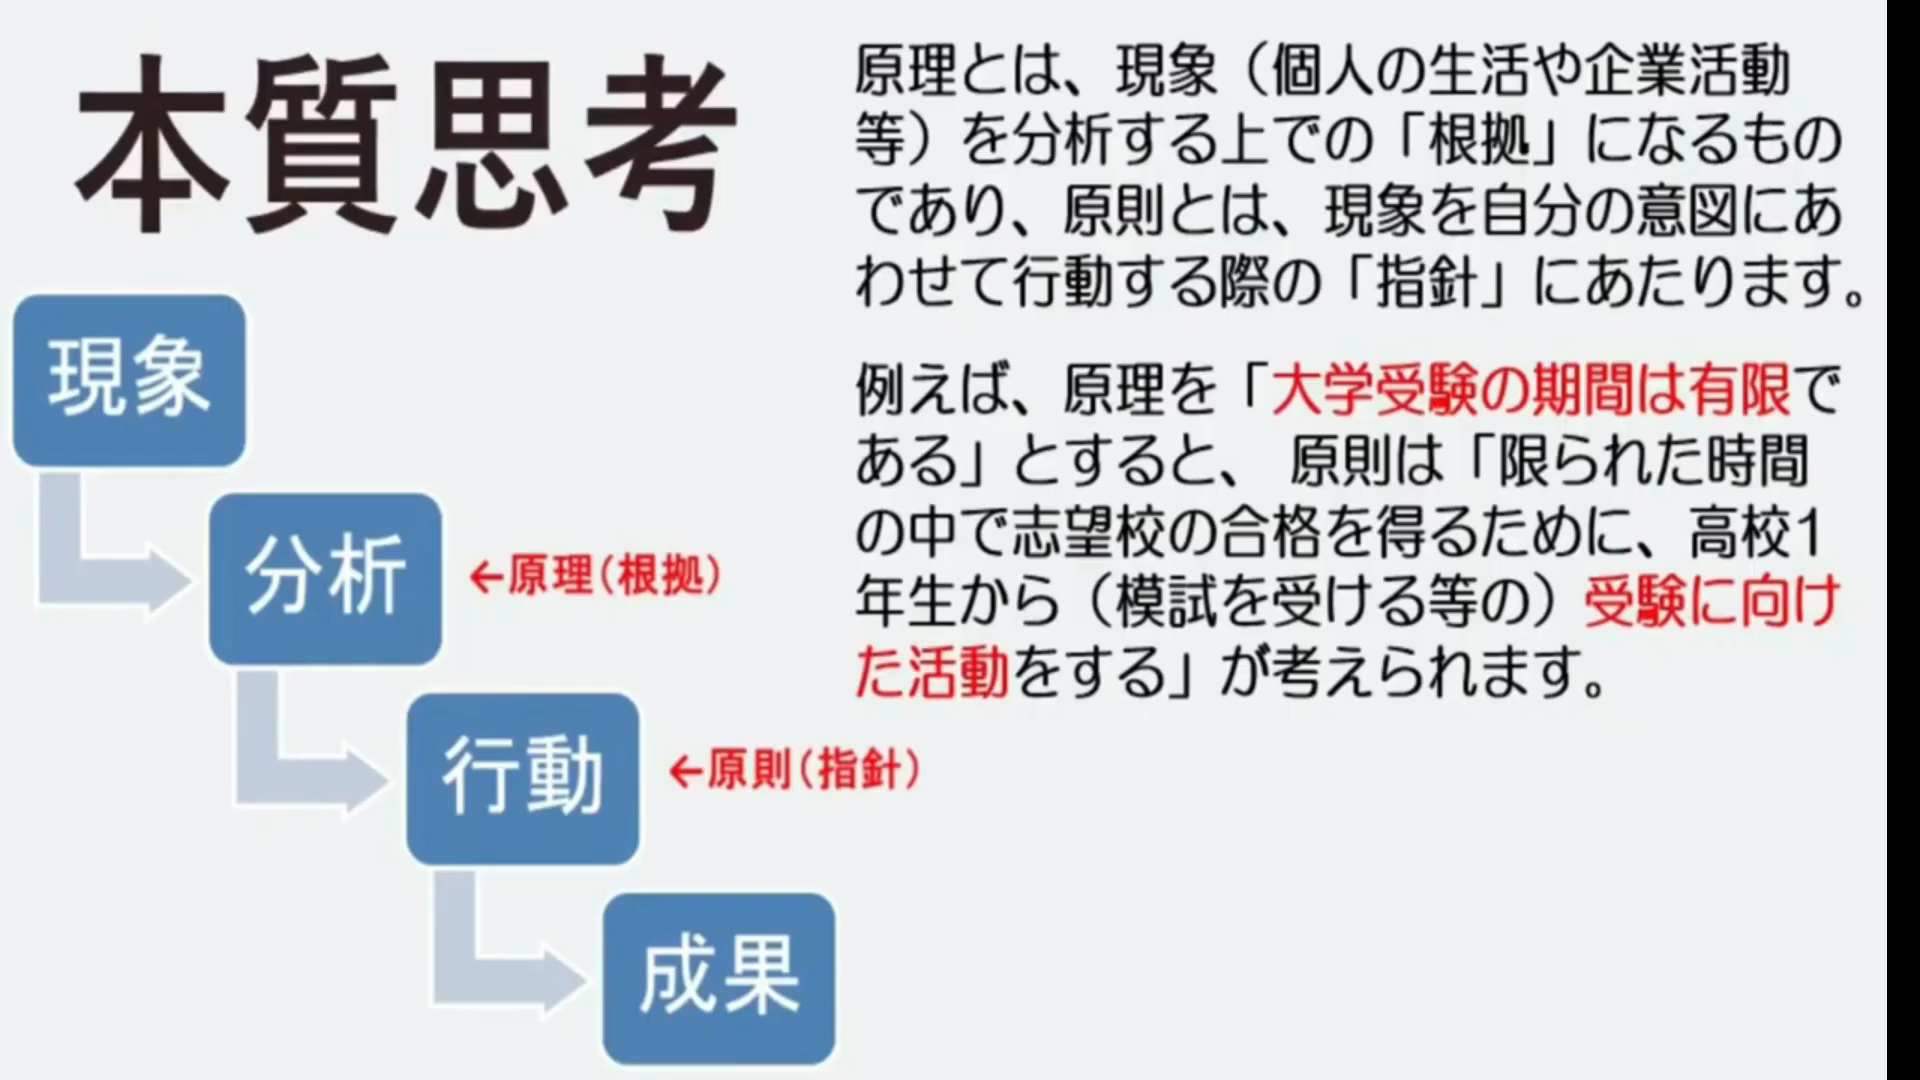 本質思考
現象
分析
←原理(根拠)
行動
←原則(指針)
成果
原理とは、現象（個人の生活や企業活動
等）を分析する上での「根拠」になるもの
であり、原則とは、現象を自分の意図にあ
わせて行動する際の「指針」にあたります。
例えば、原理を「大学受験の期間は有限で
ある」とすると、 原則は「限られた時間
の中で志望校の合格を得るために、高校1
年生から（模試を受ける等の）受験に向け
た活動をする」が考えられます。